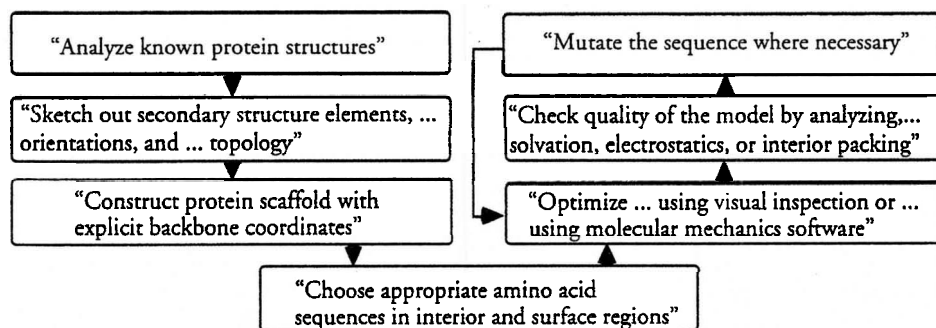 “Analyze known protein structures”
“Sketch out secondary structure elements, ...
orientations, and ... topology”
“Construct protein scaffold with
explicit backbone coordinates”
“Choose appropriate amino acid
sequences in interior and surface regions”
“Optimize ... using visual inspection or ...
using molecular mechanics software”
“Check quality of the model by analyzing,...
solvation, electrostatics, or interior packing”
“Mutate the sequence where necessary”